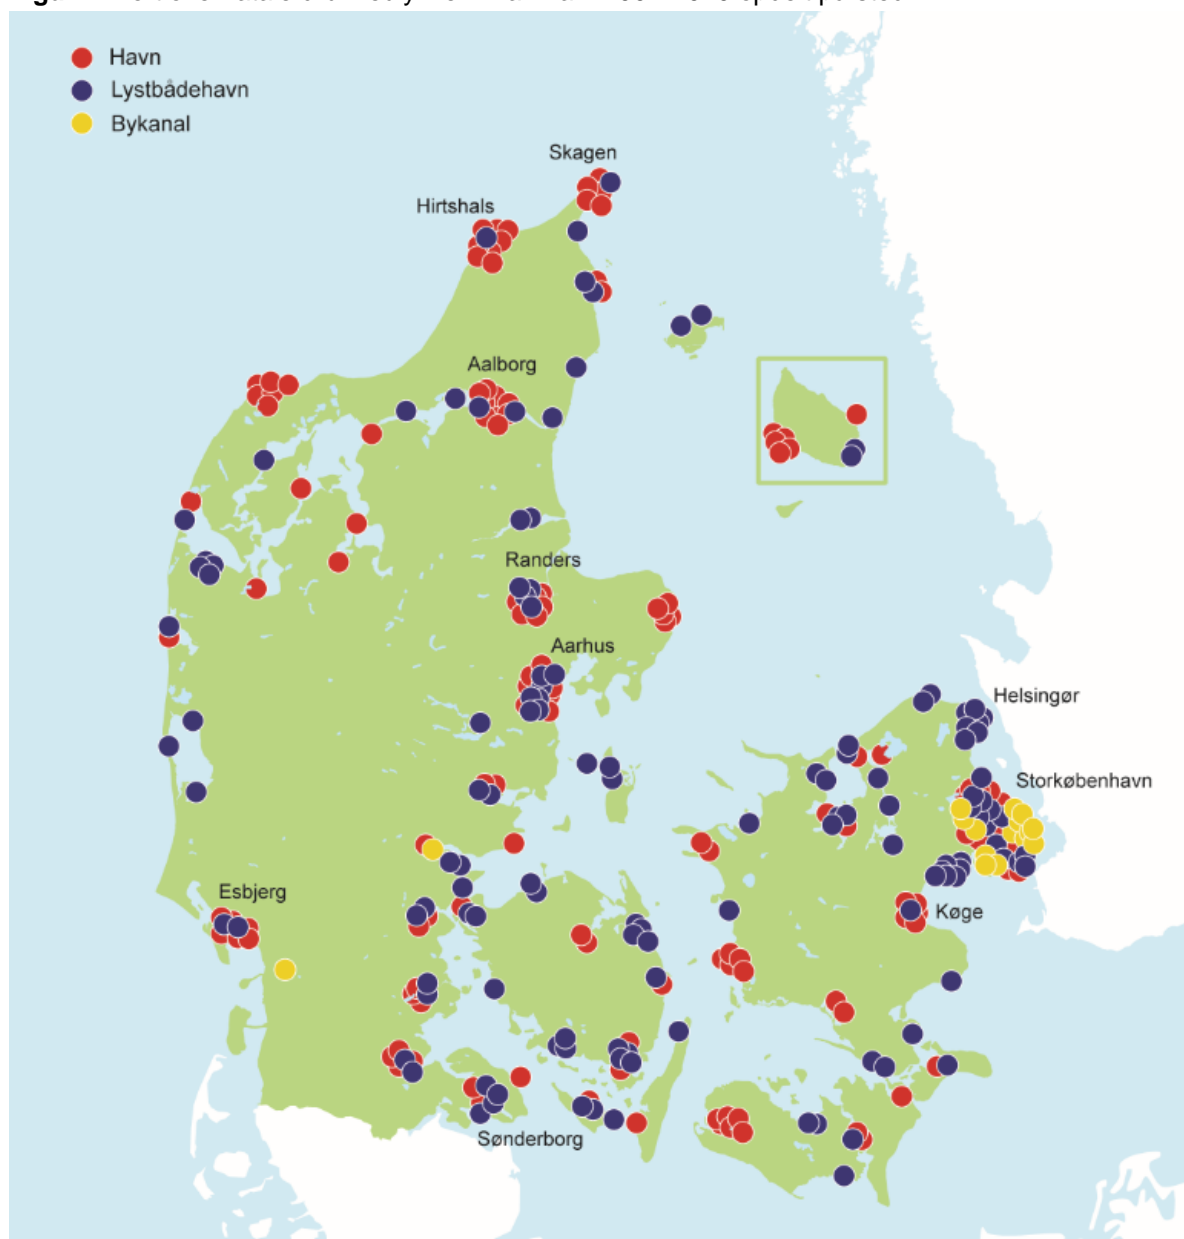 Havn
Lystbådehavn
Bykanal
Skagen
Hirtshals
Aalborg
Randers
Aarhus
Helsingør
Storkøbenhavn
Esbjerg
Køge
Sønderborg